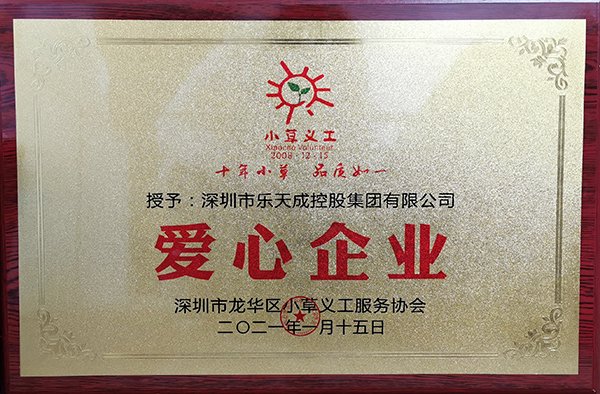 小草义工
Xiaocao Volunteer
2008·12·15
十年小草 品质如一
授予:深圳市乐天成控股集团有限公司
爱心企业
深圳市龙华区小草义工服务协会
二〇二一年一月十五日